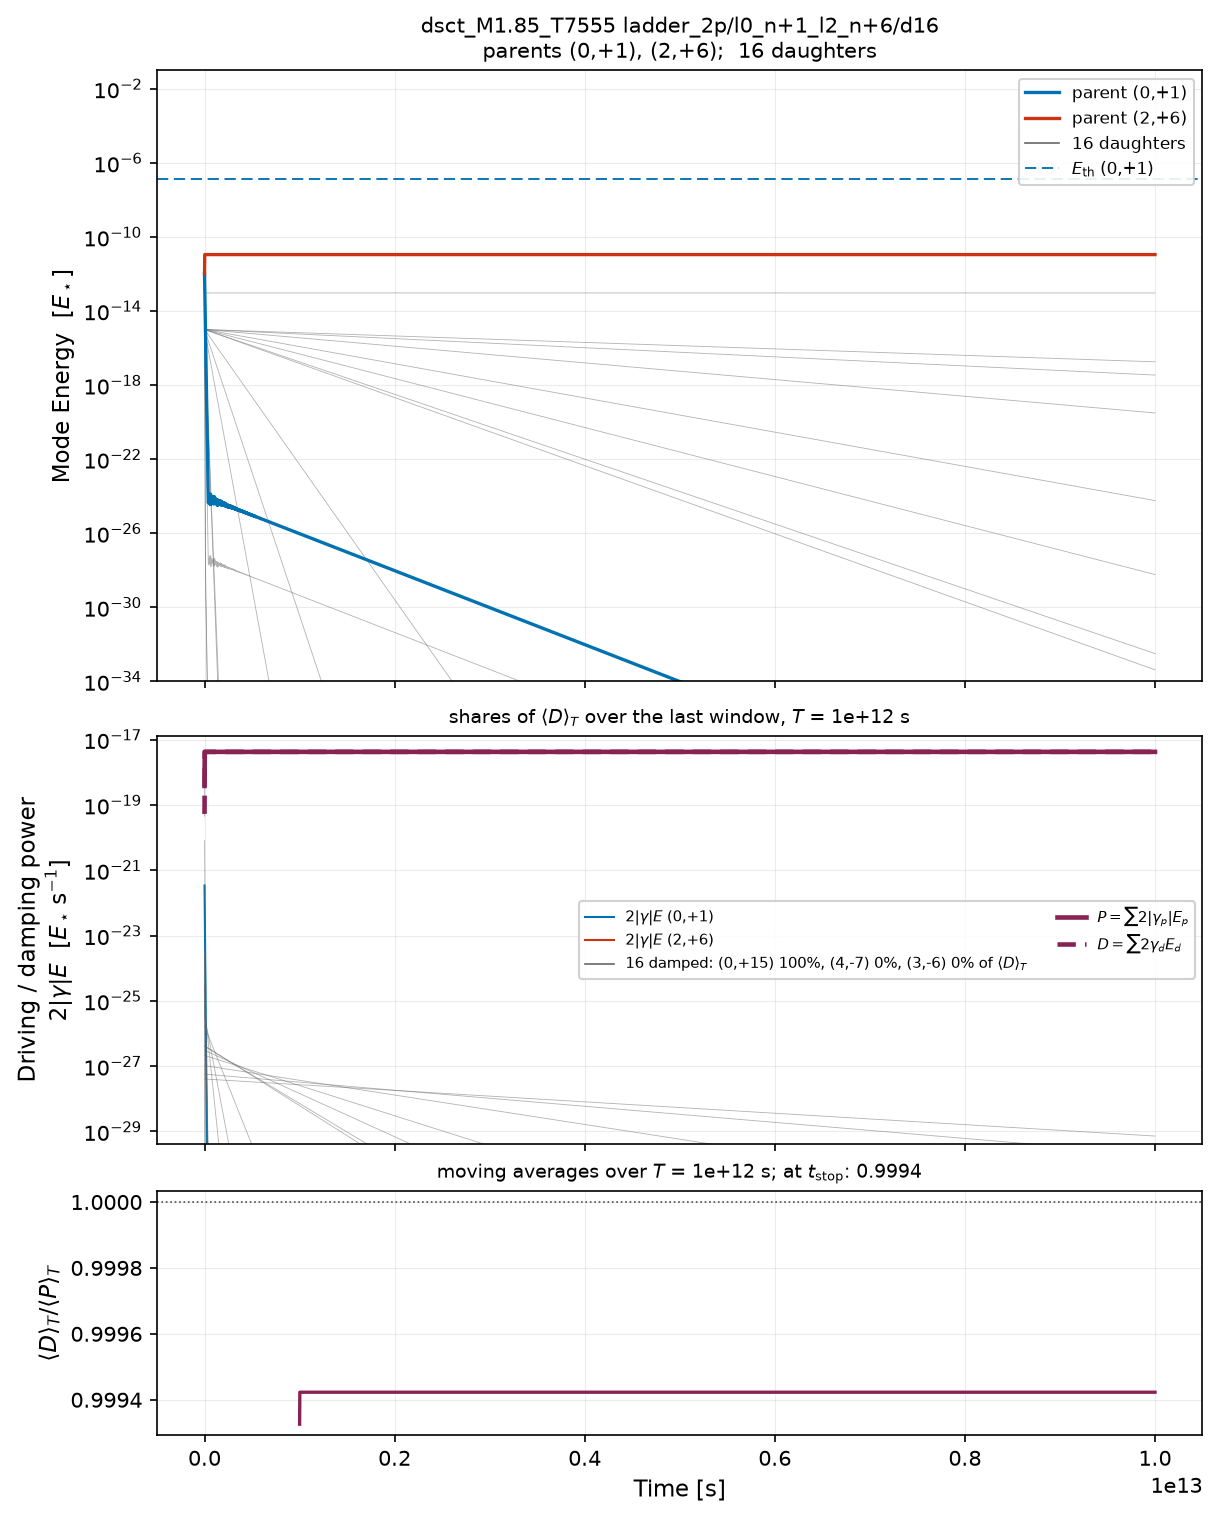 dsct_M1.85_T7555 ladder_2p/l0_n+1_l2_n+6/d16
parents (0,+1), (2,+6);  16 daughters
parent (0,+1)
parent (2,+6)
16 daughters
E_th (0,+1)
Mode Energy [E⋆]
10^−2
10^−6
10^−10
10^−14
10^−18
10^−22
10^−26
10^−30
10^−34
shares of ⟨D⟩_T over the last window, T = 1e+12 s
Driving / damping power
2|γ|E [E⋆ s^−1]
10^−17
10^−19
10^−21
10^−23
10^−25
10^−27
10^−29
2|γ|E (0,+1)
2|γ|E (2,+6)
16 damped: (0,+15) 100%, (4,-7) 0%, (3,-6) 0% of ⟨D⟩_T
P = ∑2|γ_p|E_p
D = ∑2γ_dE_d
moving averages over T = 1e+12 s; at t_stop: 0.9994
⟨D⟩_T/⟨P⟩_T
1.0000
0.9998
0.9996
0.9994
0.0 0.2 0.4 0.6 0.8 1.0
1e13
Time [s]